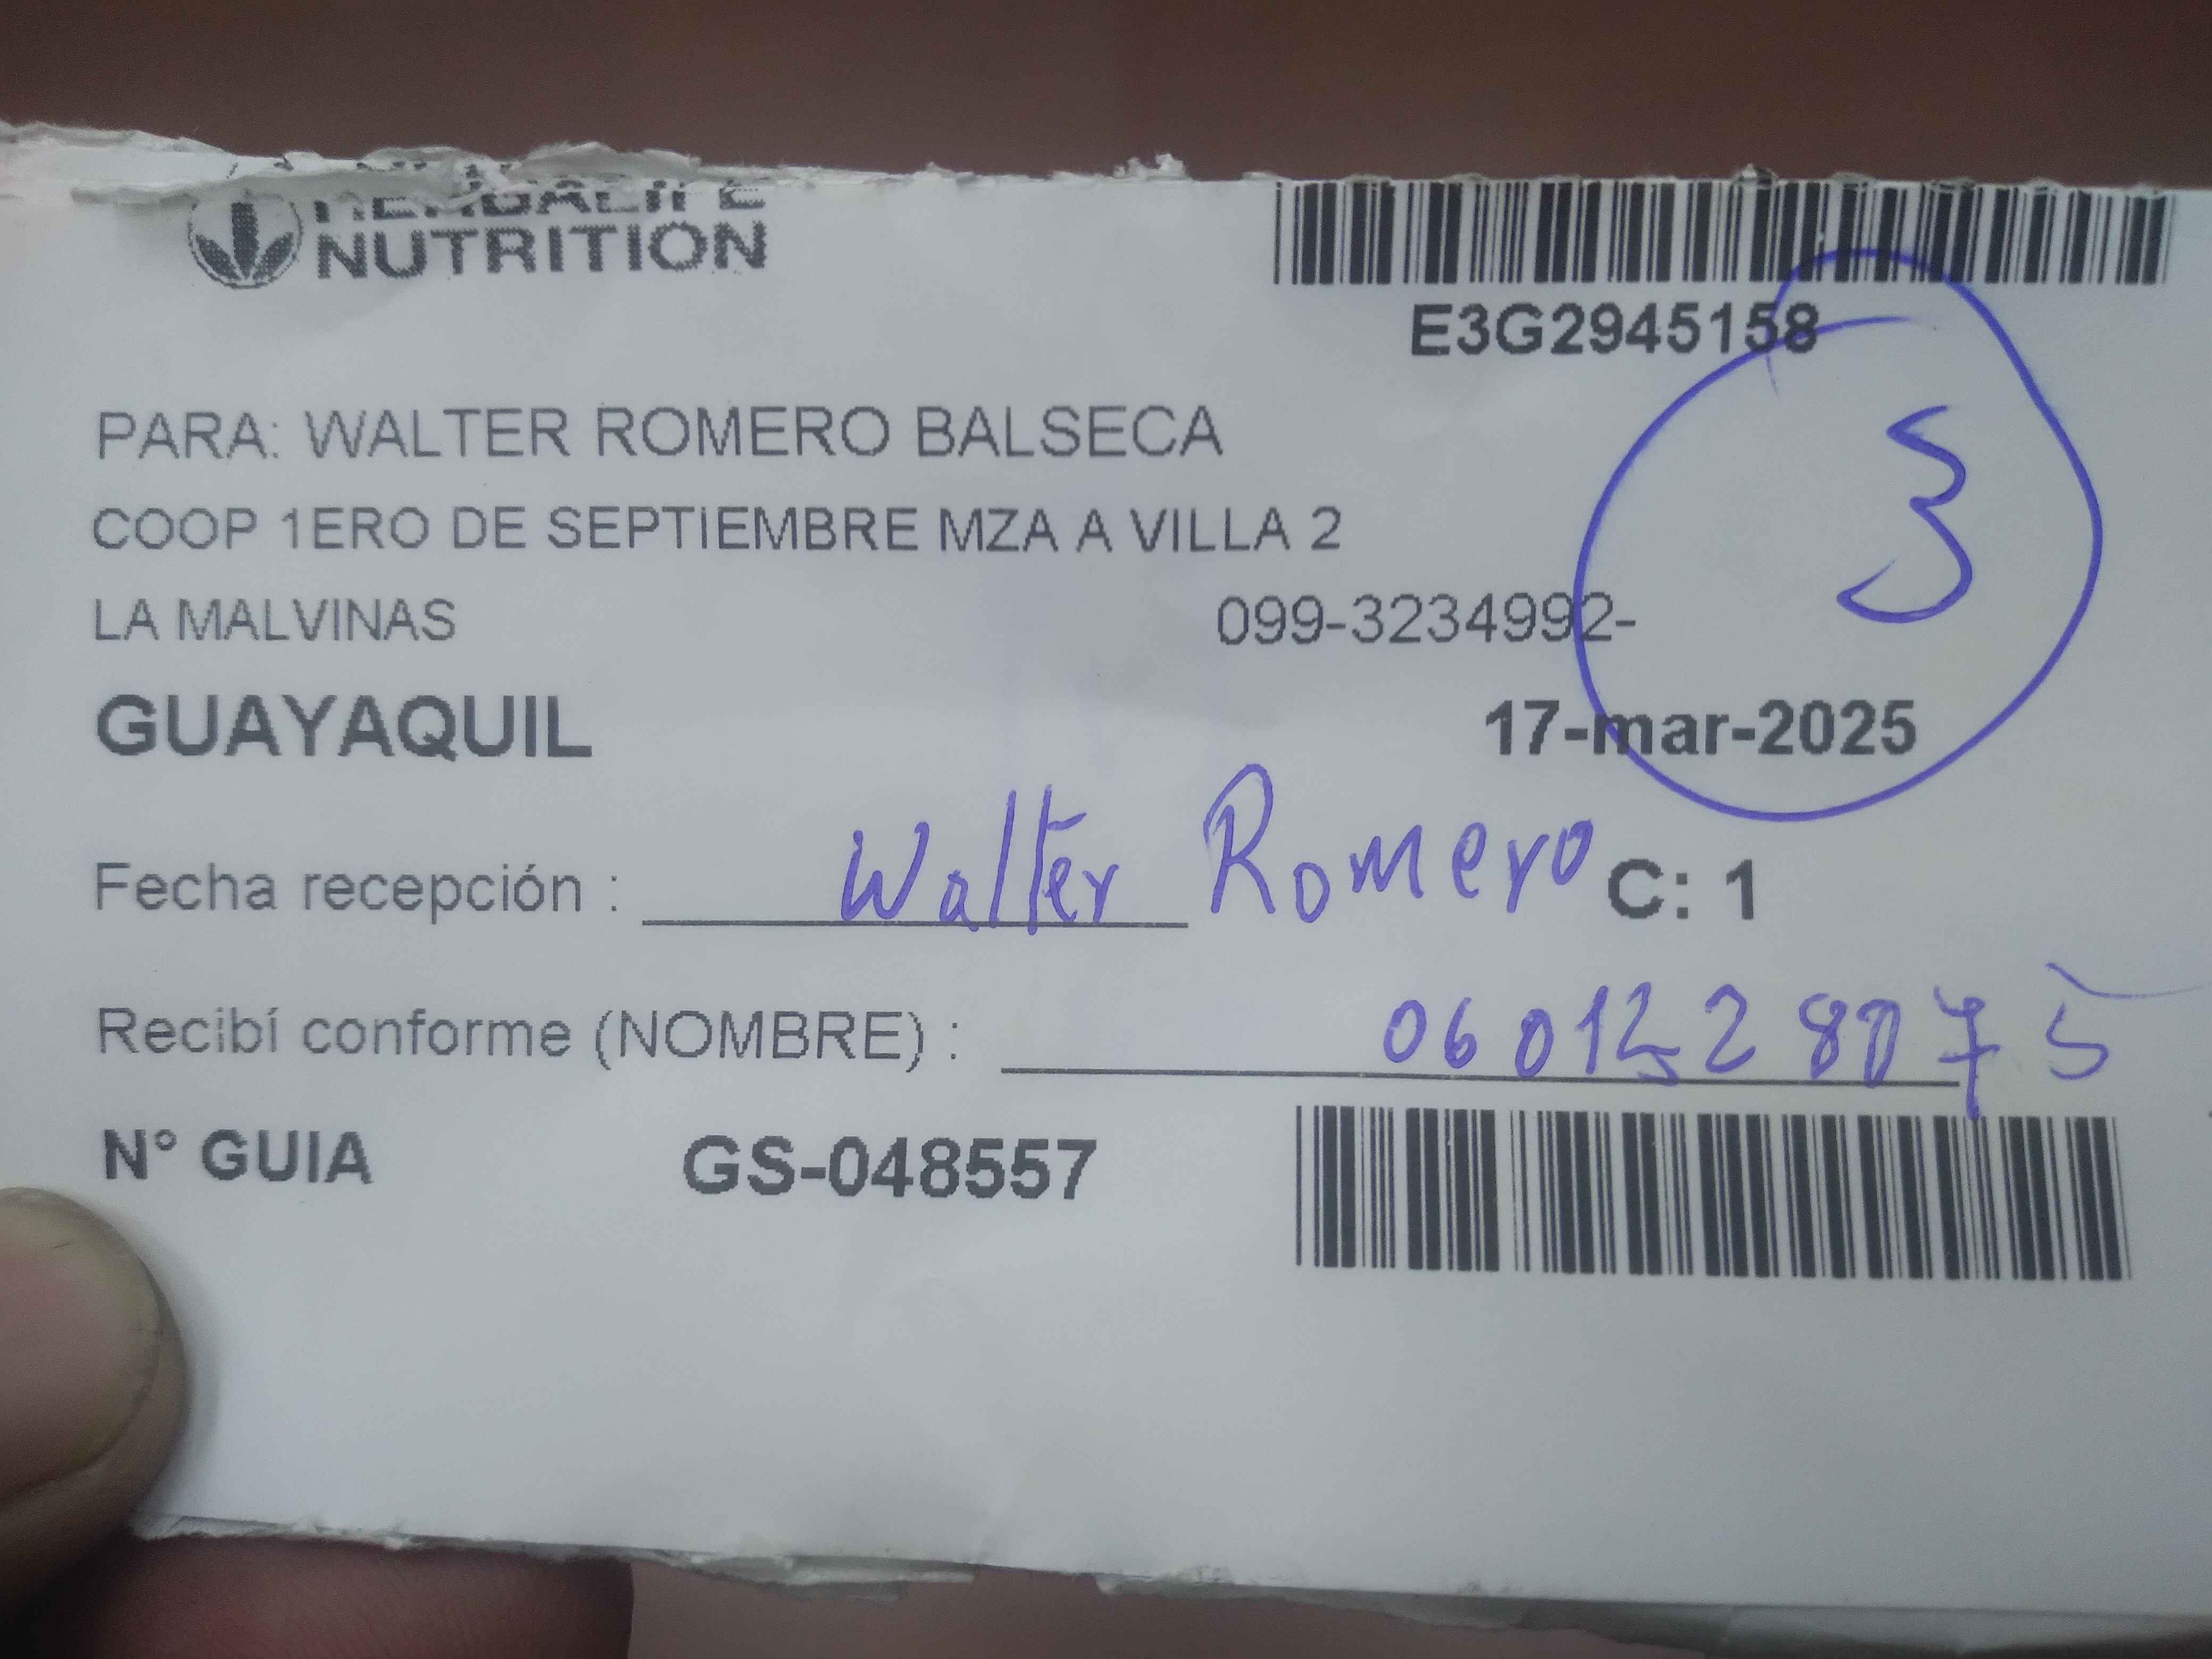 HERBALIFE
NUTRITION
E3G2945158
PARA: WALTER ROMERO BALSECA
3
COOP 1ERO DE SEPTIEMBRE MZA A VILLA 2
LA MALVINAS 099-3234992-
GUAYAQUIL 17-mar-2025
Fecha recepción : Walter Romero C: 1
Recibí conforme (NOMBRE) :
N° GUIA GS-048557